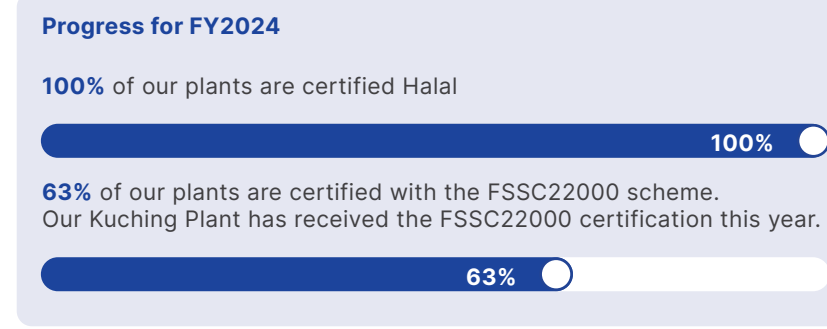 Progress for FY2024
100% of our plants are certified Halal
100%
63% of our plants are certified with the FSSC22000 scheme.
Our Kuching Plant has received the FSSC22000 certification this year.
63%